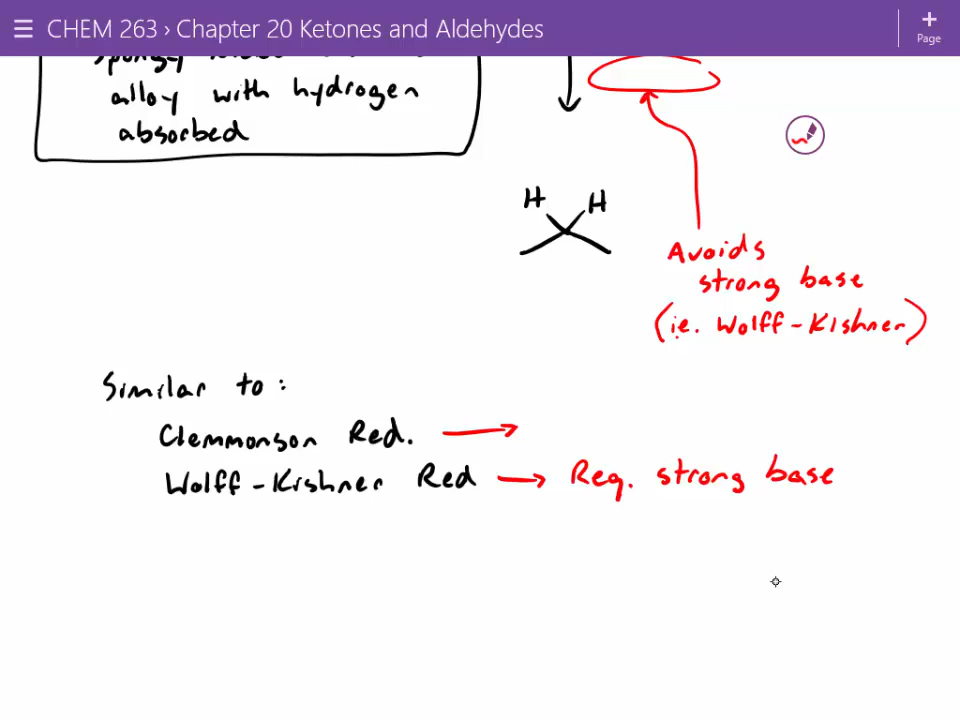 CHEM 263 › Chapter 20 Ketones and Aldehydes
+
Page
spongy
alloy with hydrogen
absorbed
H H
Avoids
strong base
(ie. Wolff-Kishner)
Similar to:
Clemmonson Red.
Wolff-Kishner Red → Req. strong base